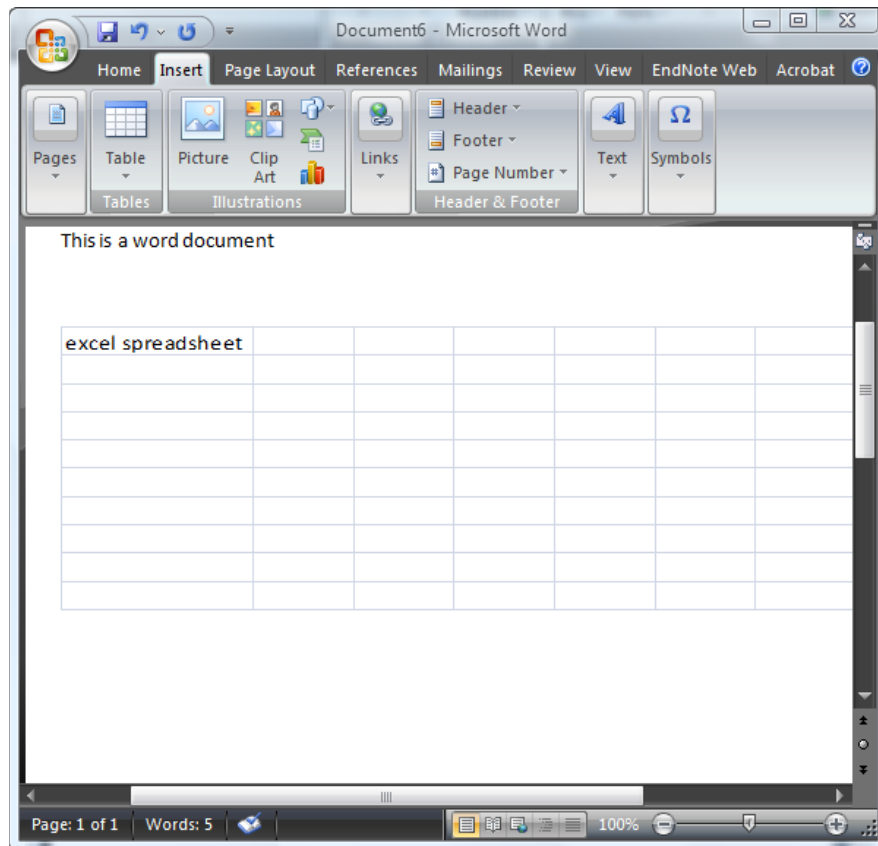 Document6 - Microsoft Word
Home Insert Page Layout References Mailings Review View EndNote Web Acrobat
Pages Table Picture Clip Art Links Header Footer Page Number Text Symbols
Tables Illustrations Header & Footer
This is a word document
excel spreadsheet
Page: 1 of 1 Words: 5 100%